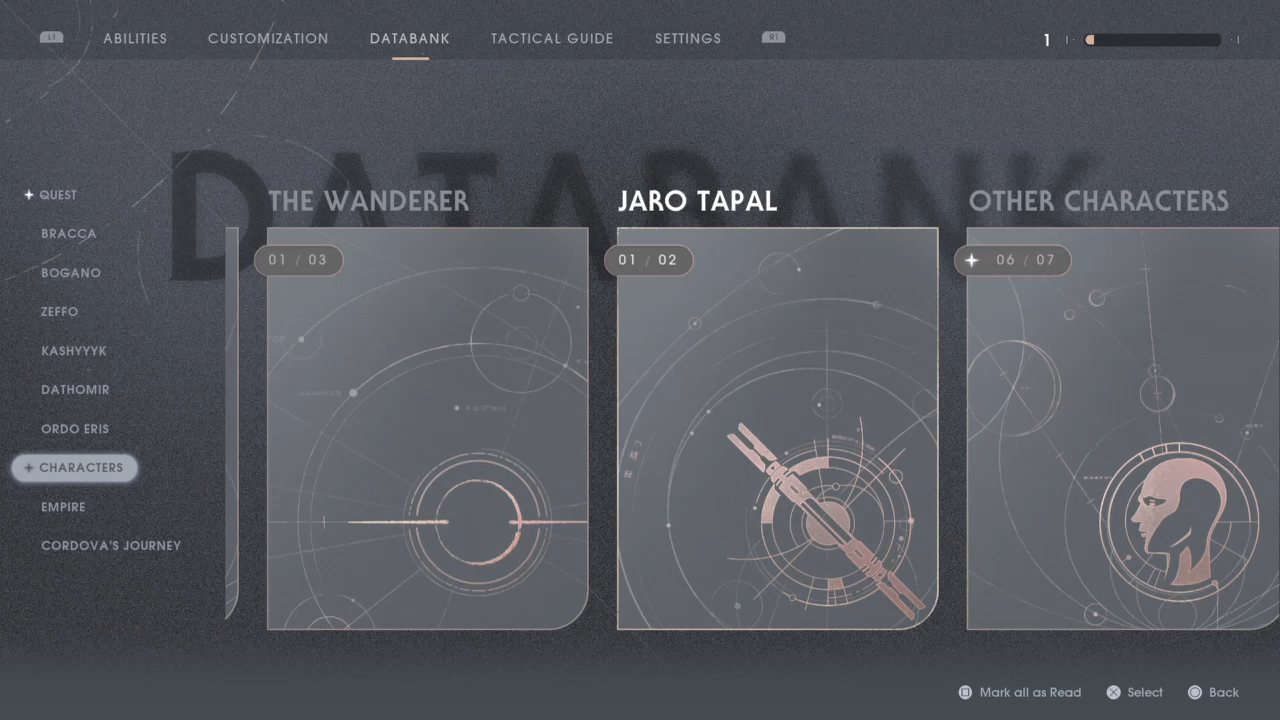 L1 ABILITIES CUSTOMIZATION DATABANK TACTICAL GUIDE SETTINGS R1 1
DATABANK
QUEST
BRACCA
BOGANO
ZEFFO
KASHYYYK
DATHOMIR
ORDO ERIS
CHARACTERS
EMPIRE
CORDOVA'S JOURNEY
THE WANDERER
01 / 03
JARO TAPAL
01 / 02
OTHER CHARACTERS
06 / 07
Mark all as Read Select Back